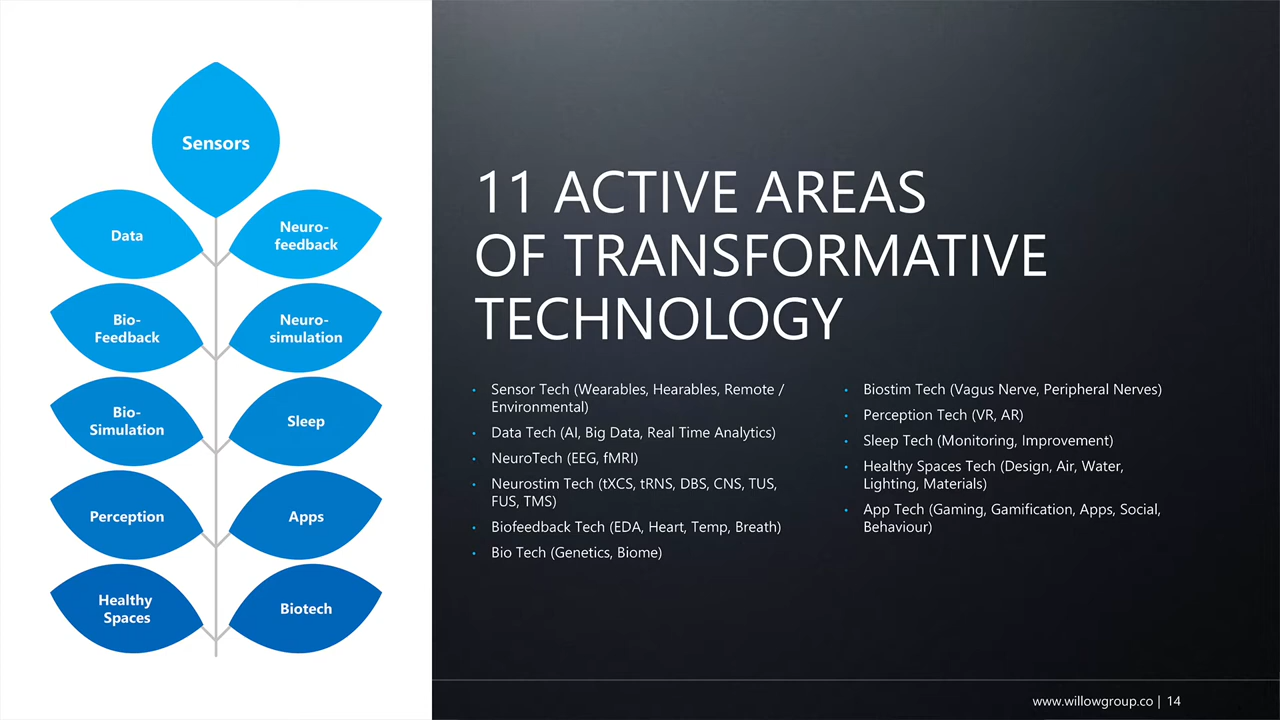 Sensors
Data
Neuro-
feedback
Bio-
Feedback
Neuro-
simulation
Bio-
Simulation
Sleep
Perception
Apps
Healthy
Spaces
Biotech
11 ACTIVE AREAS
OF TRANSFORMATIVE
TECHNOLOGY
• Sensor Tech (Wearables, Hearables, Remote /
Environmental)
• Data Tech (AI, Big Data, Real Time Analytics)
• NeuroTech (EEG, fMRI)
• Neurostim Tech (tXCS, tRNS, DBS, CNS, TUS,
FUS, TMS)
• Biofeedback Tech (EDA, Heart, Temp, Breath)
• Bio Tech (Genetics, Biome)
• Biostim Tech (Vagus Nerve, Peripheral Nerves)
• Perception Tech (VR, AR)
• Sleep Tech (Monitoring, Improvement)
• Healthy Spaces Tech (Design, Air, Water,
Lighting, Materials)
• App Tech (Gaming, Gamification, Apps, Social,
Behaviour)
www.willowgroup.co | 14